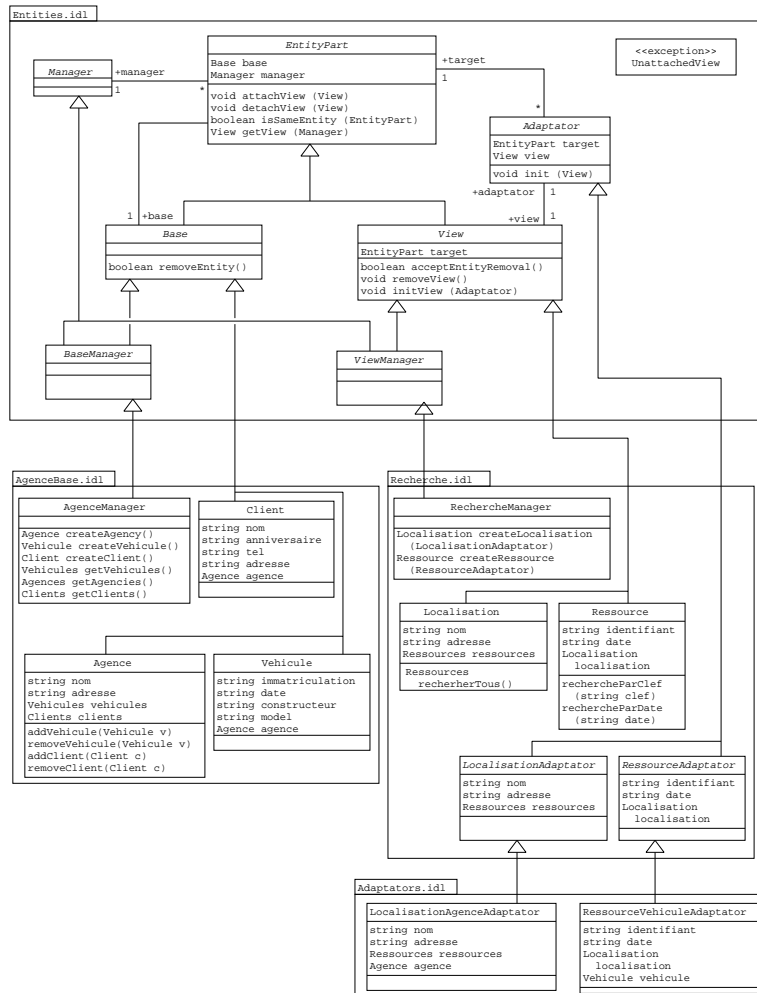 Entities.idl
EntityPart
Base base
Manager manager
void attachView (View)
void detachView (View)
boolean isSameEntity (EntityPart)
View getView (Manager)
Manager
+manager
1
*
+target
1
*
<<exception>>
UnattachedView
Adaptator
EntityPart target
View view
void init (View)
+adaptator
1
+view
1
1
+base
Base
boolean removeEntity()
View
EntityPart target
boolean acceptEntityRemoval()
void removeView()
void initView (Adaptator)
BaseManager
ViewManager
AgenceBase.idl
AgenceManager
Agence createAgency()
Vehicule createVehicule()
Client createClient()
Vehicules getVehicules()
Agences getAgencies()
Clients getClients()
Client
string nom
string anniversaire
string tel
string adresse
Agence agence
Agence
string nom
string adresse
Vehicules vehicules
Clients clients
addVehicule(Vehicule v)
removeVehicule(Vehicule v)
addClient(Client c)
removeClient(Client c)
Vehicule
string immatriculation
string date
string constructeur
string model
Agence agence
Recherche.idl
RechercheManager
Localisation createLocalisation
(LocalisationAdaptator)
Ressource createRessource
(RessourceAdaptator)
Localisation
string nom
string adresse
Ressources ressources
Ressources
recherherTous()
Ressource
string identifiant
string date
Localisation
localisation
rechercheParClef
(string clef)
rechercheParDate
(string date)
LocalisationAdaptator
string nom
string adresse
Ressources ressources
RessourceAdaptator
string identifiant
string date
Localisation
localisation
Adaptators.idl
LocalisationAgenceAdaptator
string nom
string adresse
Ressources ressources
Agence agence
RessourceVehiculeAdaptator
string identifiant
string date
Localisation
localisation
Vehicule vehicule